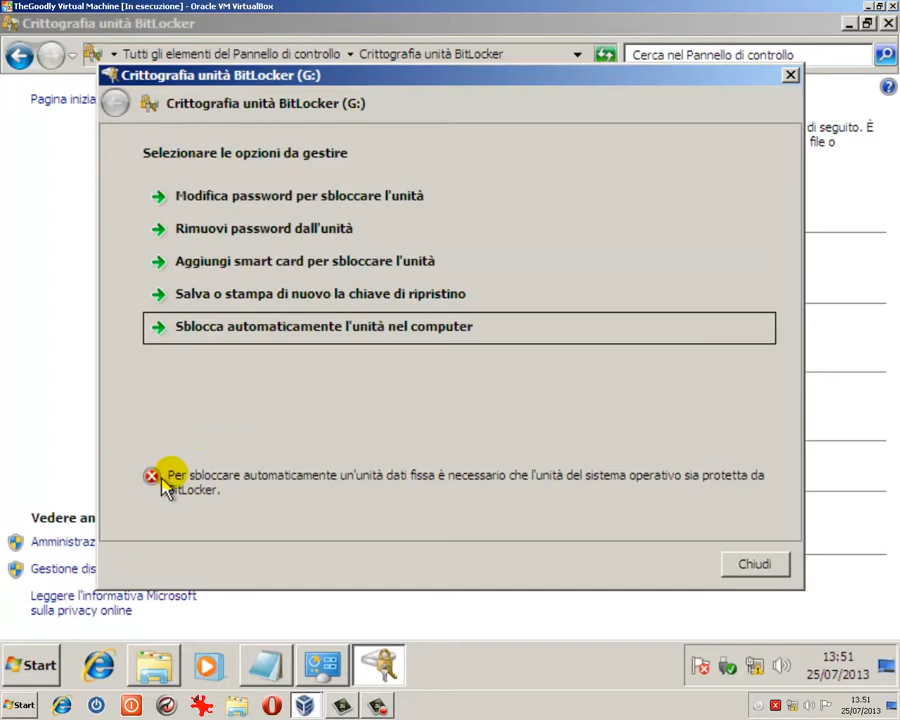 TheGoodly Virtual Machine [In esecuzione] - Oracle VM VirtualBox
Crittografia unità BitLocker
Tutti gli elementi del Pannello di controllo
Crittografia unità BitLocker
Cerca nel Pannello di controllo
Pagina inizia
di seguito. È
file o
Crittografia unità BitLocker (G:)
Crittografia unità BitLocker (G:)
Selezionare le opzioni da gestire
Modifica password per sbloccare l'unità
Rimuovi password dall'unità
Aggiungi smart card per sbloccare l'unità
Salva o stampa di nuovo la chiave di ripristino
Sblocca automaticamente l'unità nel computer
Per sbloccare automaticamente un'unità dati fissa è necessario che l'unità del sistema operativo sia protetta da
BitLocker.
Chiudi
Vedere an
Amministraz
Gestione dis
Leggere l'informativa Microsoft
sulla privacy online
Start
13:51
25/07/2013
Start
13.51
25/07/2013